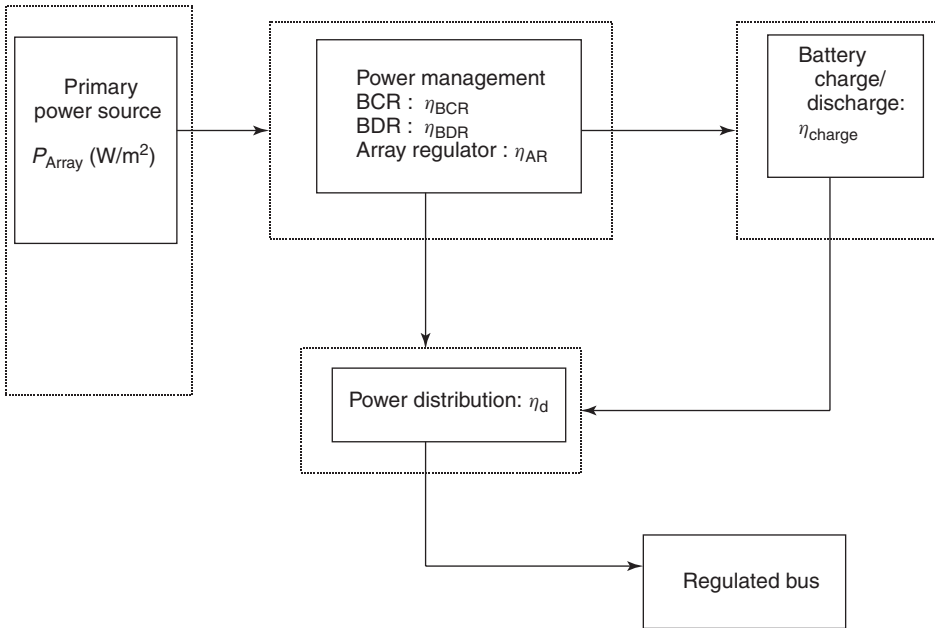 Primary
power source
P_Array (W/m²)
Power management
BCR : η_BCR
BDR : η_BDR
Array regulator : η_AR
Battery
charge/
discharge:
η_charge
Power distribution: η_d
Regulated bus